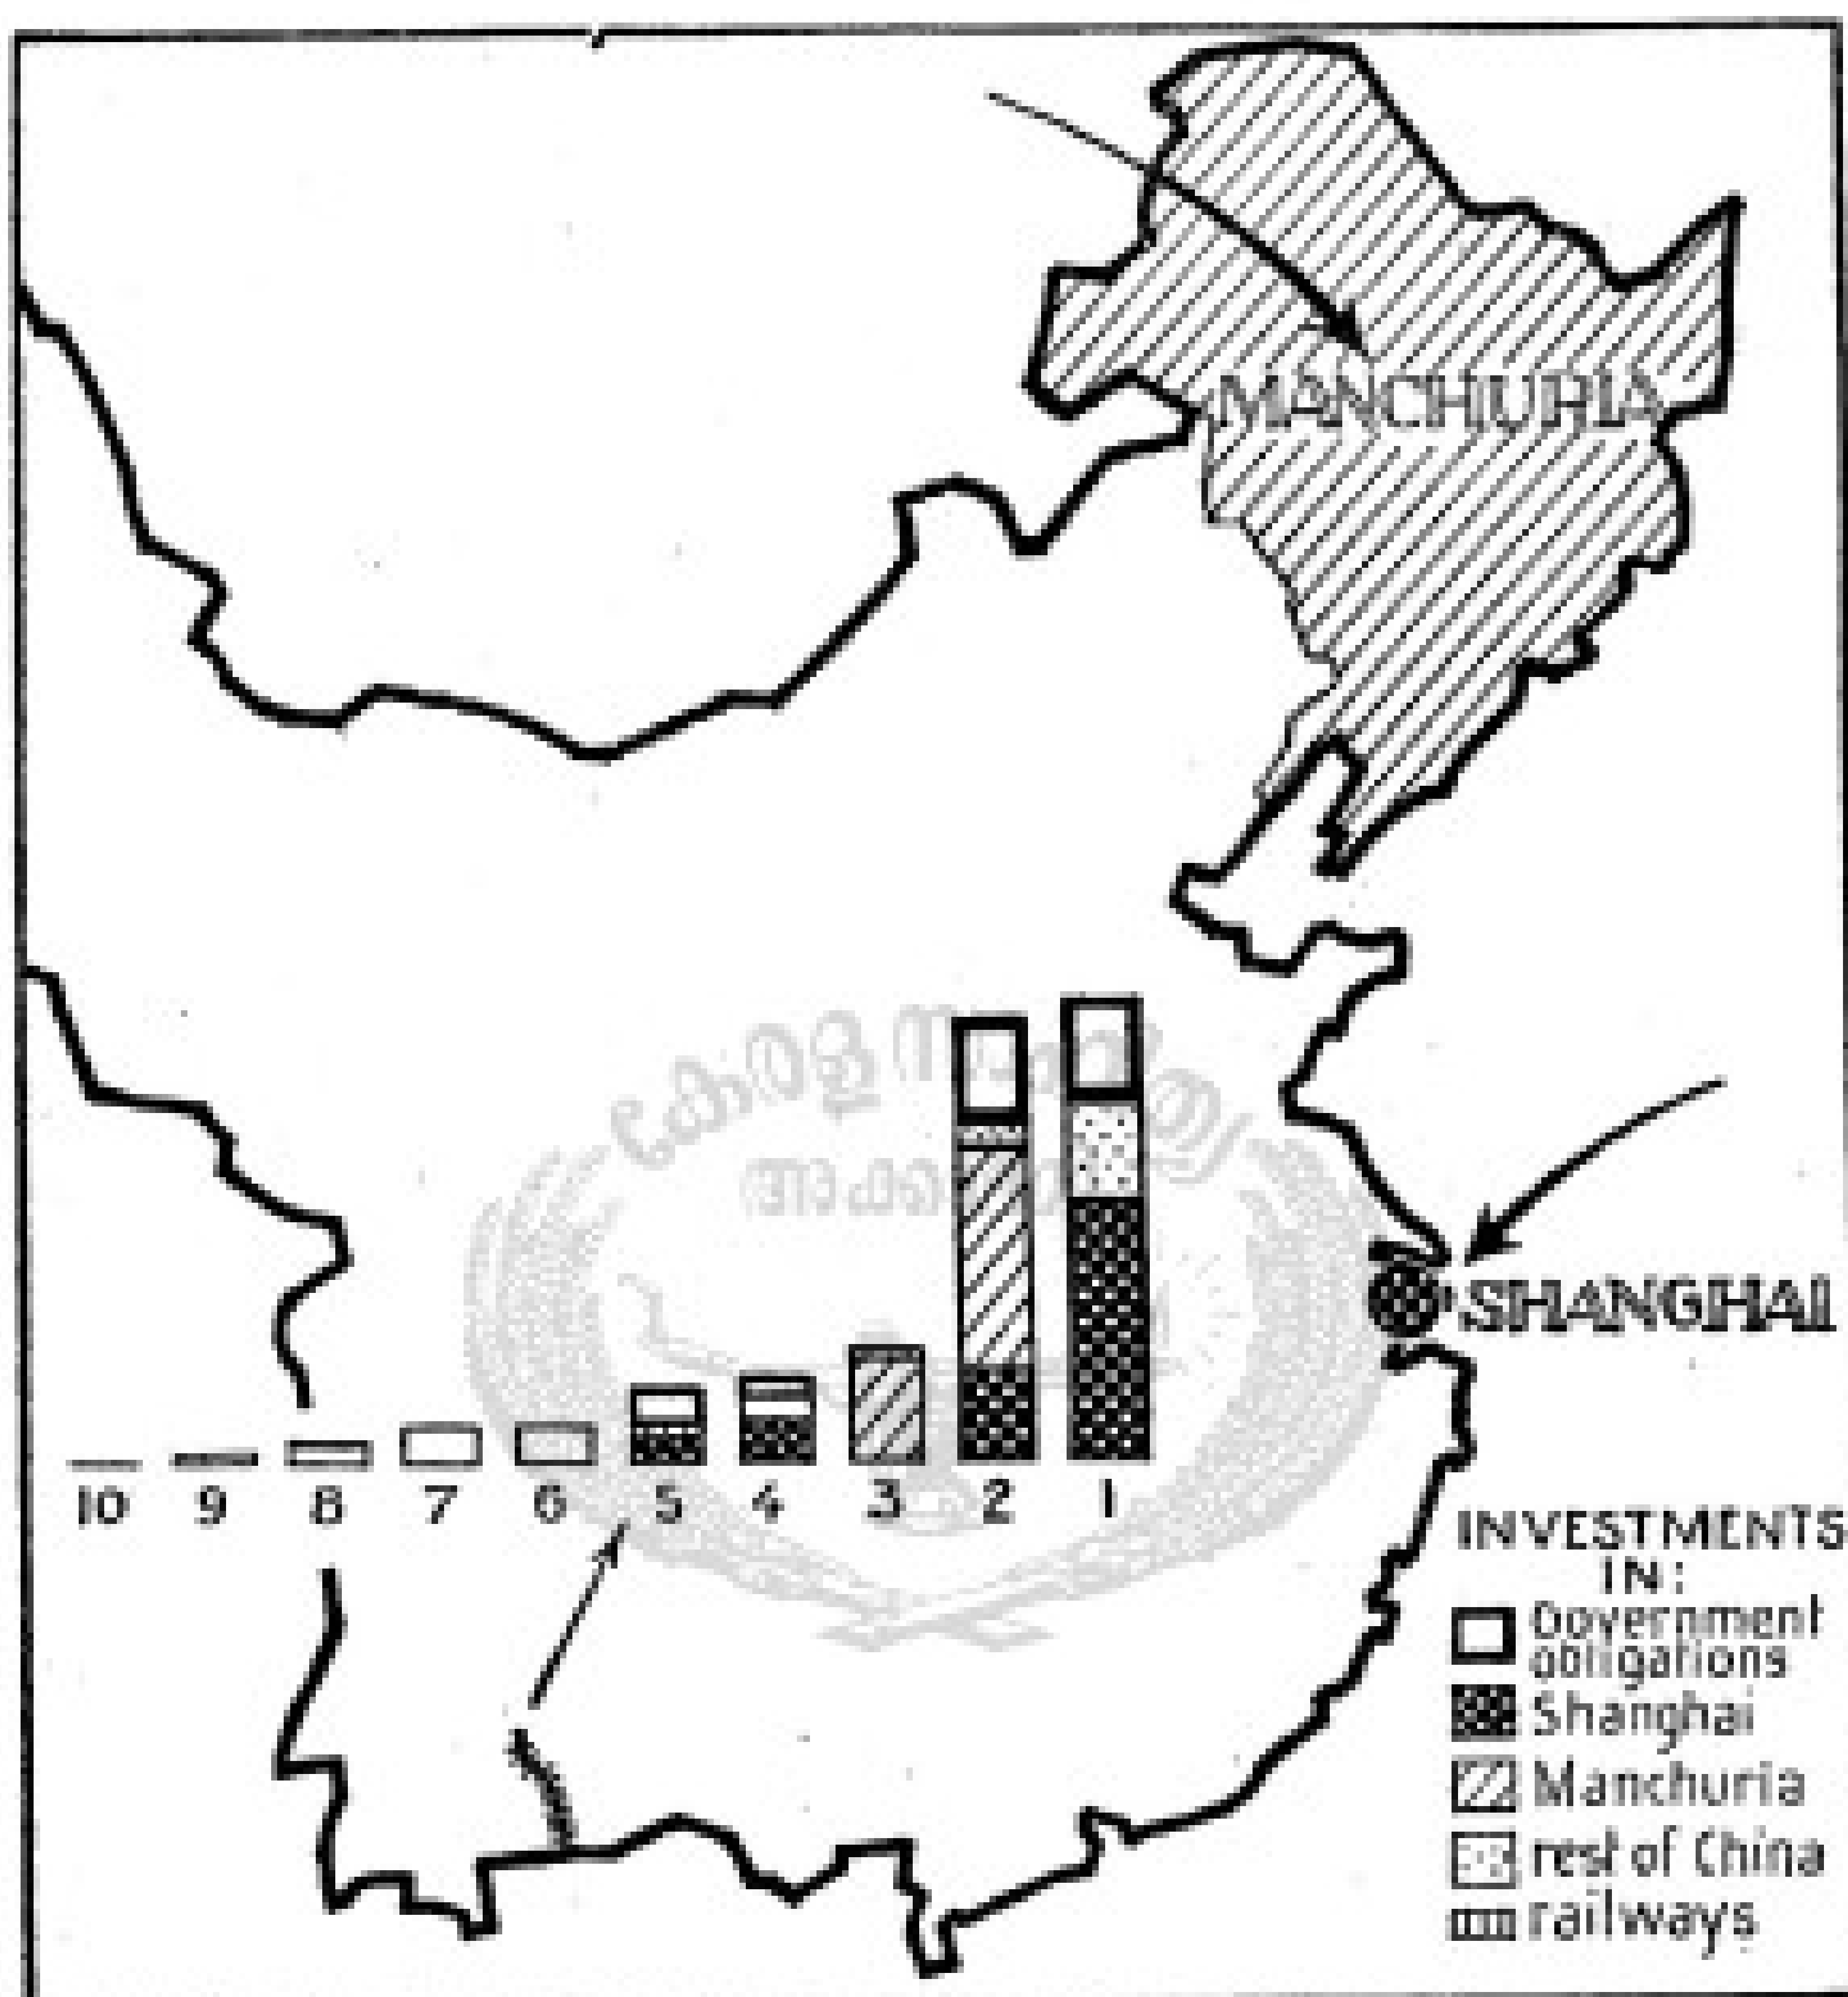 MANCHURIA
കേരള
SHANGHAI
10 9 8 7 6 5 4 3 2 1
INVESTMENTS
IN:
Government
obligations
Shanghai
Manchuria
rest of China
railways